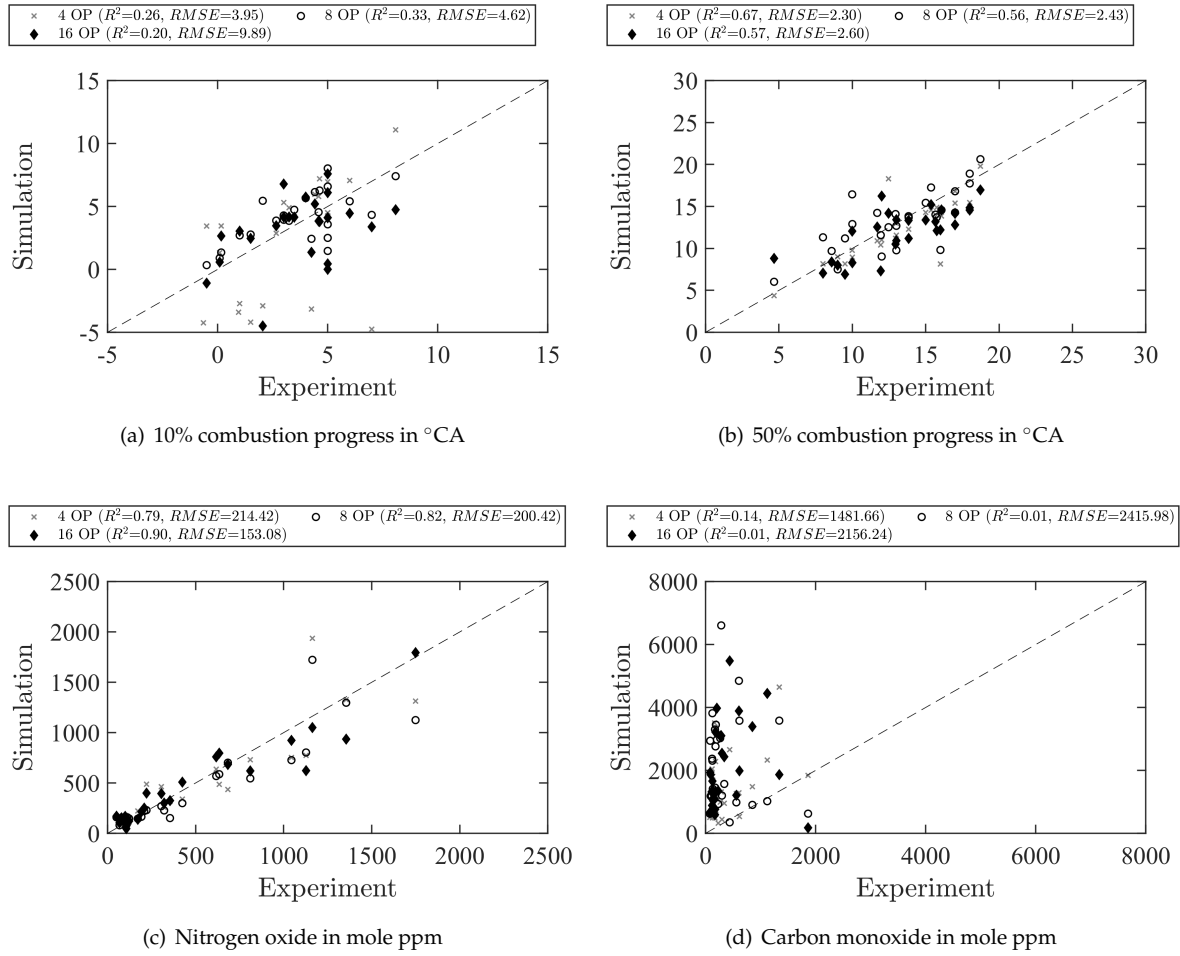 4 OP (R²=0.26, RMSE=3.95) 8 OP (R²=0.33, RMSE=4.62)
16 OP (R²=0.20, RMSE=9.89)
15
10
5
0
-5
Simulation
-5 0 5 10 15
Experiment
(a) 10% combustion progress in °CA
4 OP (R²=0.67, RMSE=2.30) 8 OP (R²=0.56, RMSE=2.43)
16 OP (R²=0.57, RMSE=2.60)
30
25
20
15
10
5
0
Simulation
0 5 10 15 20 25 30
Experiment
(b) 50% combustion progress in °CA
4 OP (R²=0.79, RMSE=214.42) 8 OP (R²=0.82, RMSE=200.42)
16 OP (R²=0.90, RMSE=153.08)
2500
2000
1500
1000
500
0
Simulation
0 500 1000 1500 2000 2500
Experiment
(c) Nitrogen oxide in mole ppm
4 OP (R²=0.14, RMSE=1481.66) 8 OP (R²=0.01, RMSE=2415.98)
16 OP (R²=0.01, RMSE=2156.24)
8000
6000
4000
2000
0
Simulation
0 2000 4000 6000 8000
Experiment
(d) Carbon monoxide in mole ppm